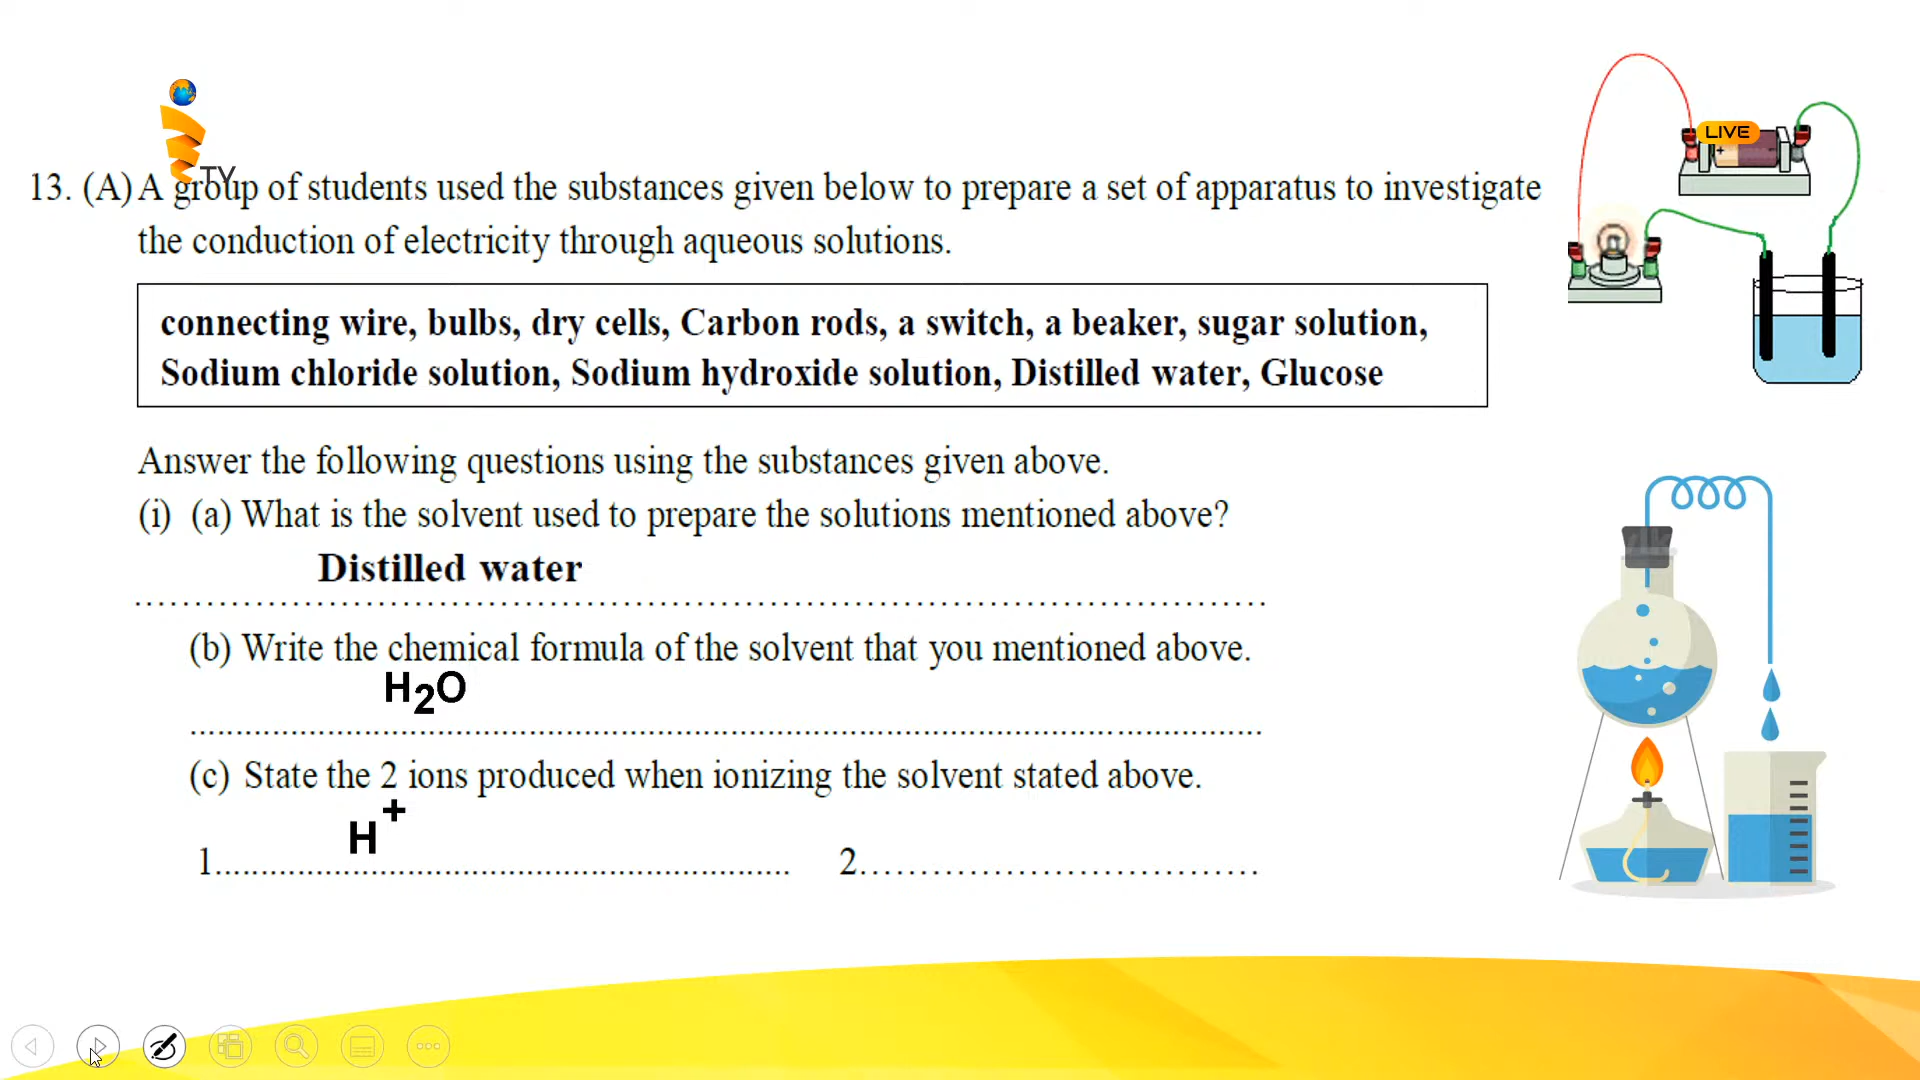 TV
LIVE
13. (A) A group of students used the substances given below to prepare a set of apparatus to investigate
the conduction of electricity through aqueous solutions.
connecting wire, bulbs, dry cells, Carbon rods, a switch, a beaker, sugar solution,
Sodium chloride solution, Sodium hydroxide solution, Distilled water, Glucose
Answer the following questions using the substances given above.
(i) (a) What is the solvent used to prepare the solutions mentioned above?
Distilled water
(b) Write the chemical formula of the solvent that you mentioned above.
H₂O
(c) State the 2 ions produced when ionizing the solvent stated above.
H⁺
1............................................................... 2.................................